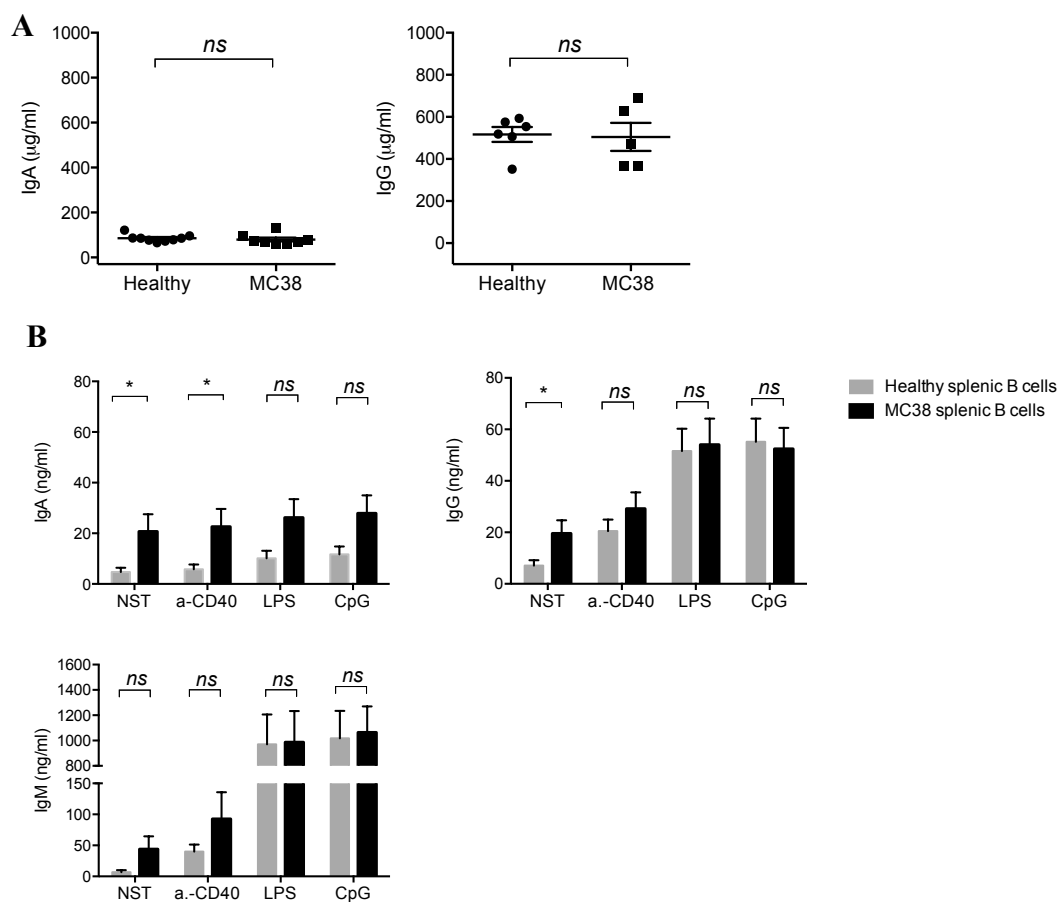 A
1000
800
600
400
200
0
IgA (µg/ml)
ns
Healthy
MC38
1000
800
600
400
200
0
IgG (µg/ml)
ns
Healthy
MC38
B
80
60
40
20
0
IgA (ng/ml)
*
*
ns
ns
NST
a-CD40
LPS
CpG
80
60
40
20
0
IgG (ng/ml)
*
ns
ns
ns
NST
a.-CD40
LPS
CpG
Healthy splenic B cells
MC38 splenic B cells
1600
1400
1200
1000
800
150
100
50
0
IgM (ng/ml)
ns
ns
ns
ns
NST
a.-CD40
LPS
CpG